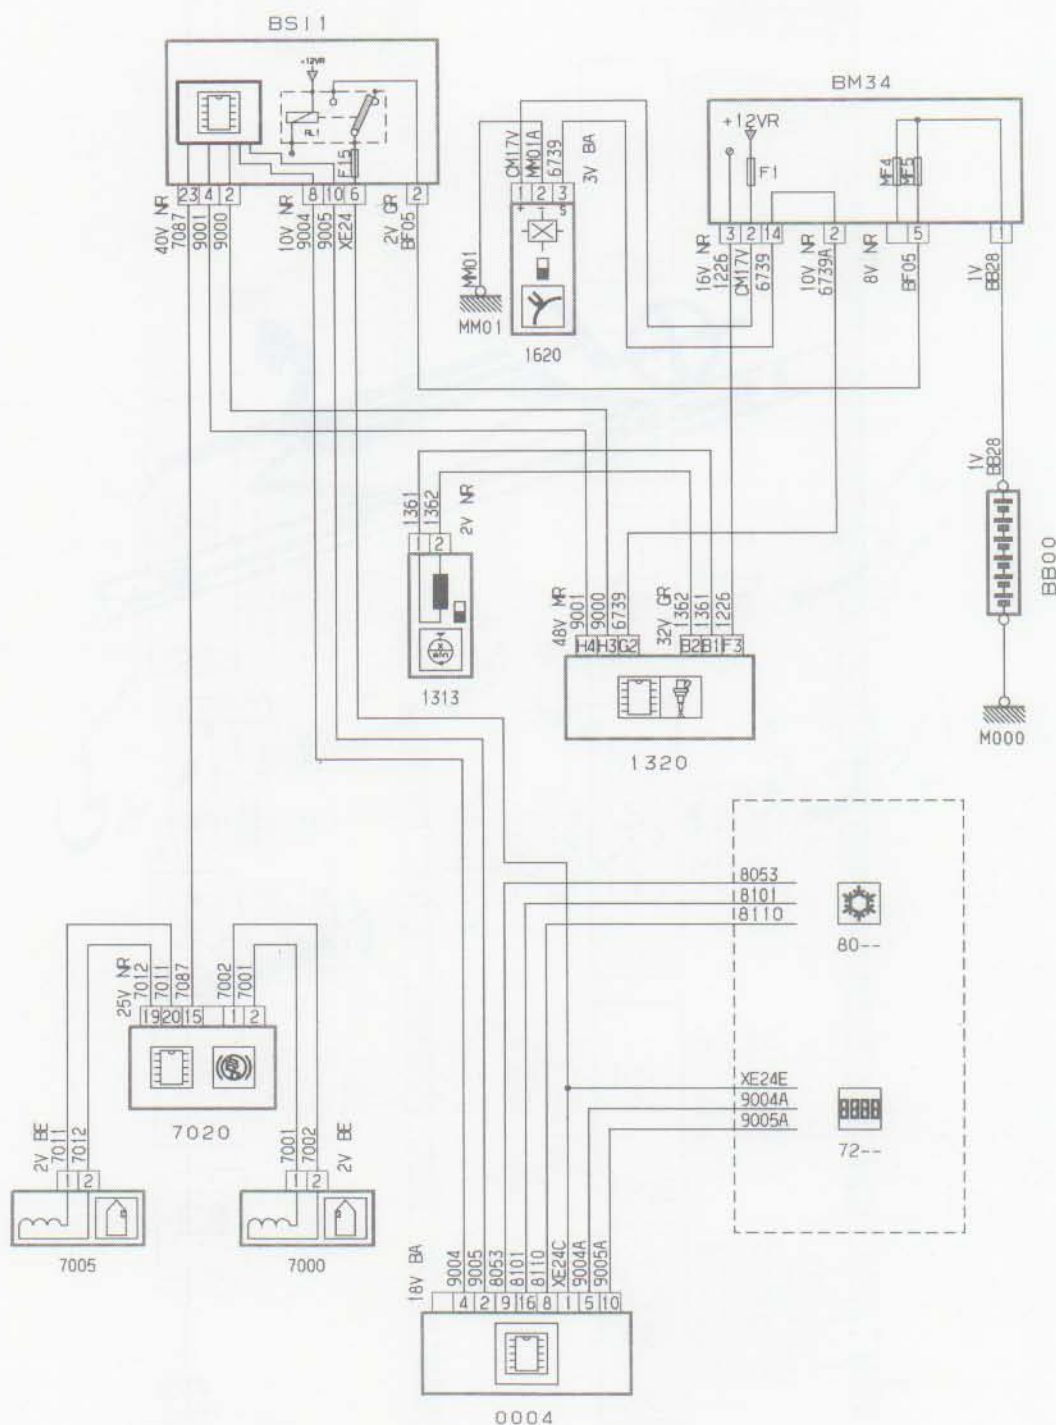 BSI1
+12VR
RL1
F15
23 4 2 8 10 6 2
40V NR
7087
9001
9000
10V NR
9004
9005
XE24
2V GR
BF05
BM34
+12VR
F1
MF4
MF5
3 2 14 2 5 1
16V NR
1226
CM17V
6739
10V NR
6739A
8V NR
BF05
1V
BB28
CM17V
MM01A
6739
3V BA
1 2 3
+ - S
MM01
MM01
1620
1V
BB28
BB00
M000
1361
1362
2V NR
1 2
1313
48V MR
9001
9000
6739
32V GR
1362
1361
1226
H4 H3 G2 B2 B1 F3
1320
8053
8101
8110
80--
XE24E
9004A
9005A
72--
25V NR
7012
7011
7087
7002
7001
19 20 15 1 2
7020
2V BE
7011
7012
1 2
7005
7001
7002
2V BE
1 2
7000
18V BA
9004
9005
8053
8101
8110
XE24C
9004A
9005A
4 2 9 16 8 1 5 10
0004